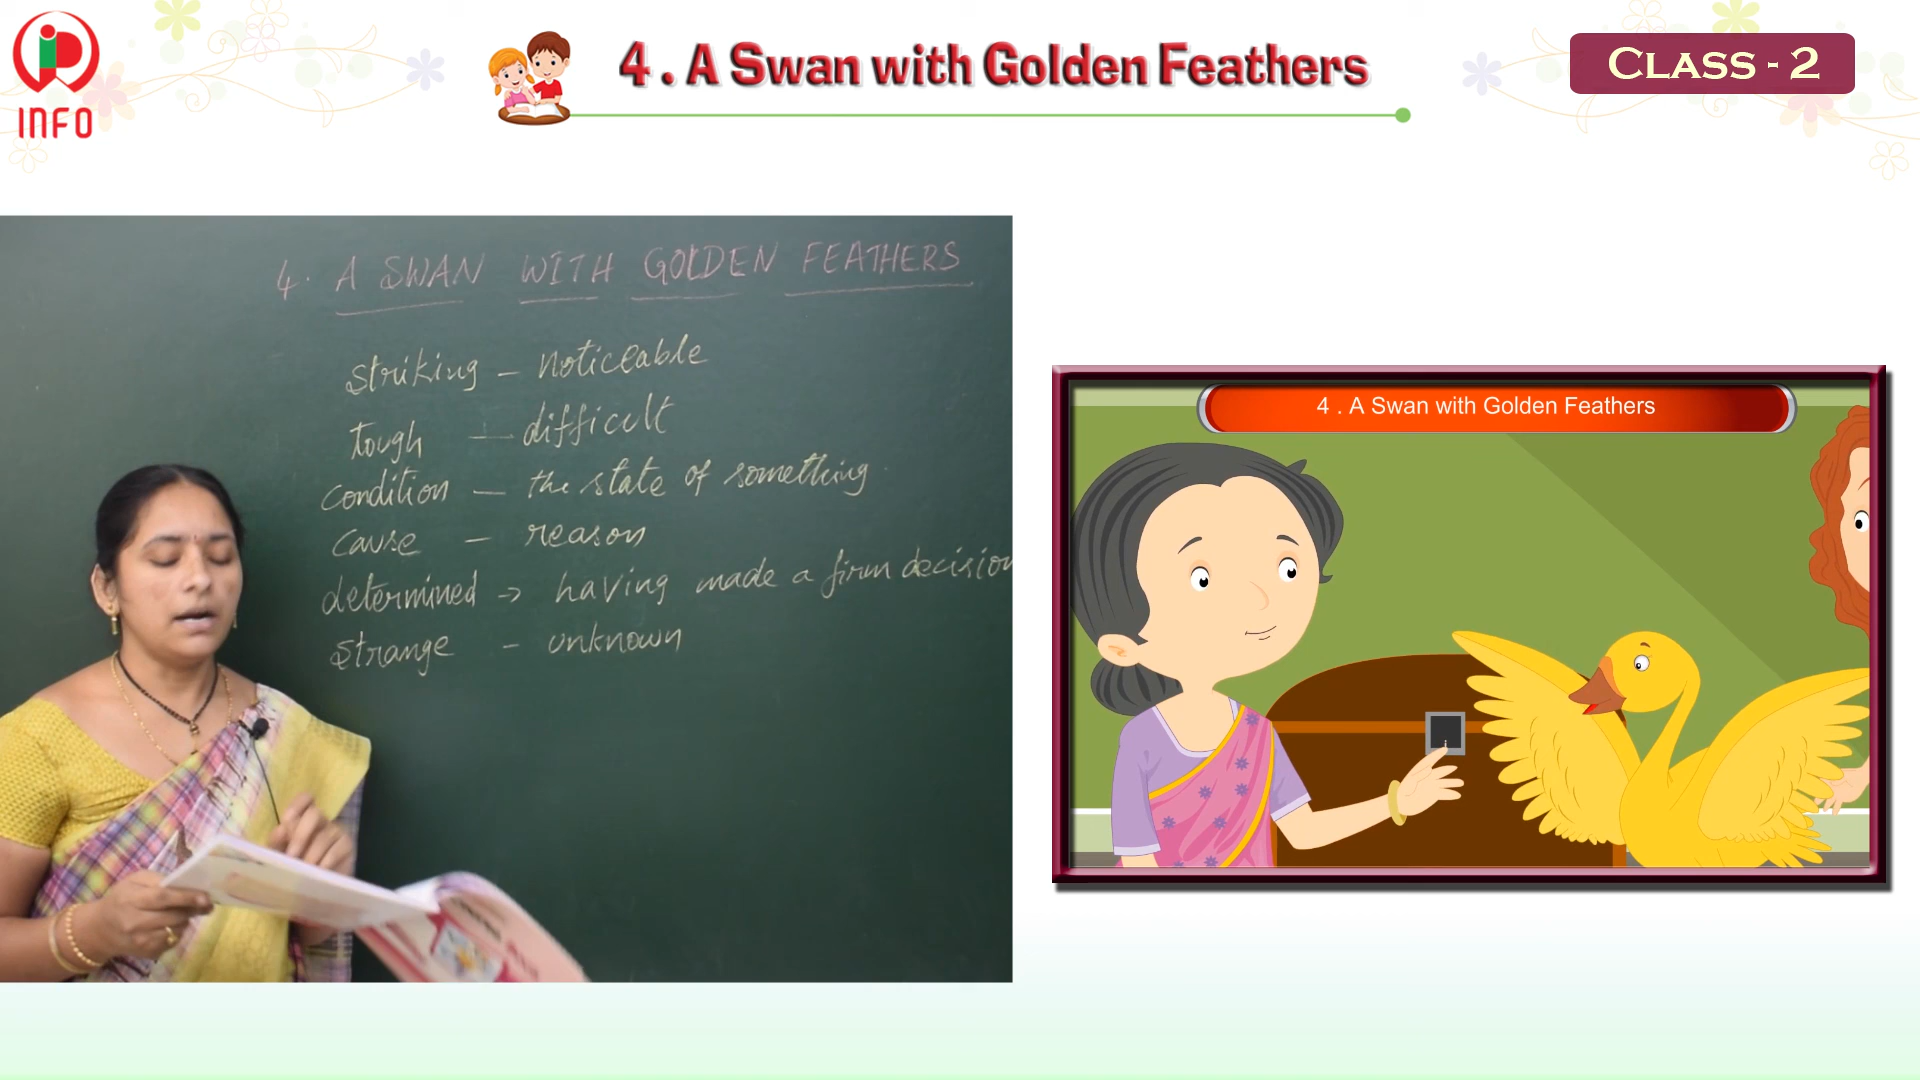 INFO
4 . A Swan with Golden Feathers
CLASS - 2
4. A SWAN WITH GOLDEN FEATHERS
striking - noticeable
tough - difficult
condition - the state of something
cause - reason
determined -> having made a firm decision
strange - unknown
4 . A Swan with Golden Feathers